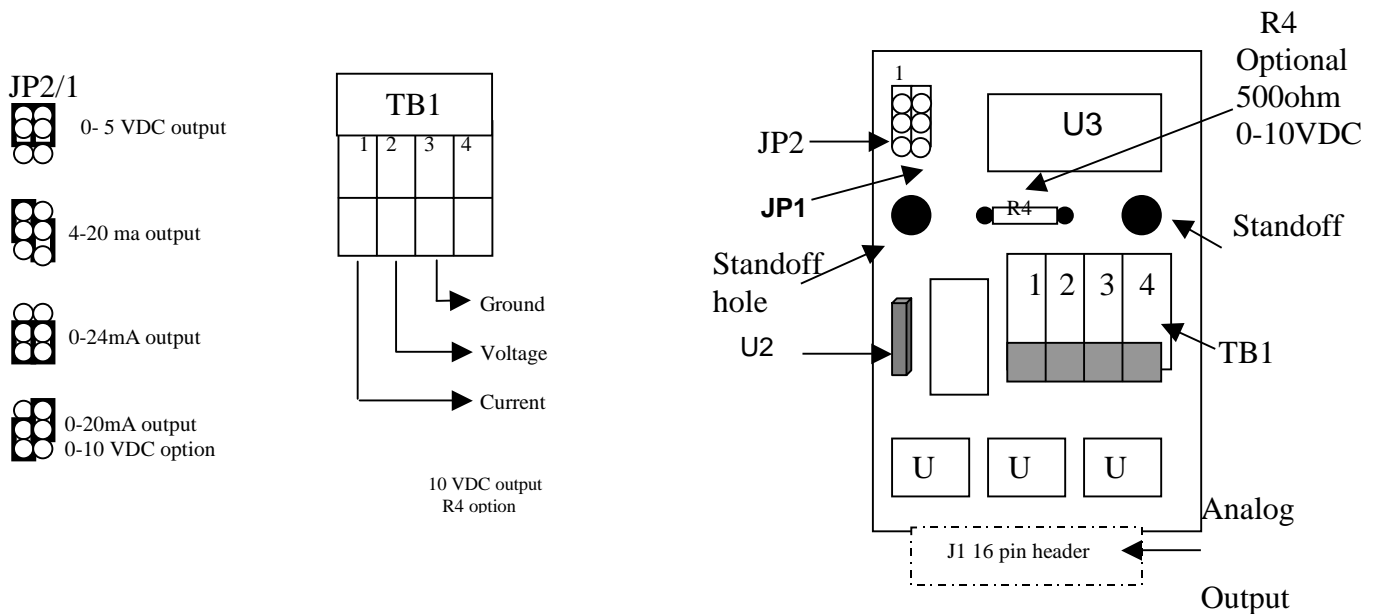 JP2/1
0- 5 VDC output
4-20 ma output
0-24mA output
0-20mA output
0-10 VDC option
TB1
1 2 3 4
Ground
Voltage
Current
10 VDC output
R4 option
R4
Optional
500ohm
0-10VDC
1
U3
JP2
JP1
R4
Standoff
Standoff
hole
1 2 3 4
U2
TB1
U U U
Analog
J1 16 pin header
Output